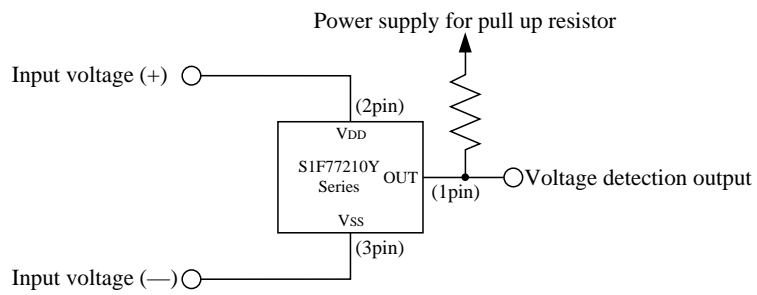 Power supply for pull up resistor
Input voltage (+)
(2pin)
VDD
S1F77210Y
Series
OUT
(1pin)
Voltage detection output
VSS
(3pin)
Input voltage (—)